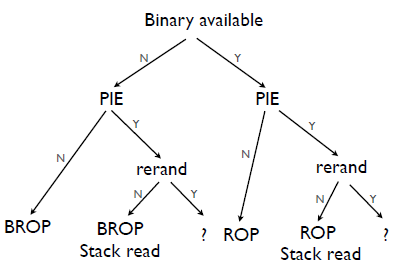 Binary available
N Y
PIE PIE
N Y N Y
rerand rerand
N Y N Y
BROP BROP ? ROP ROP ?
Stack read Stack read